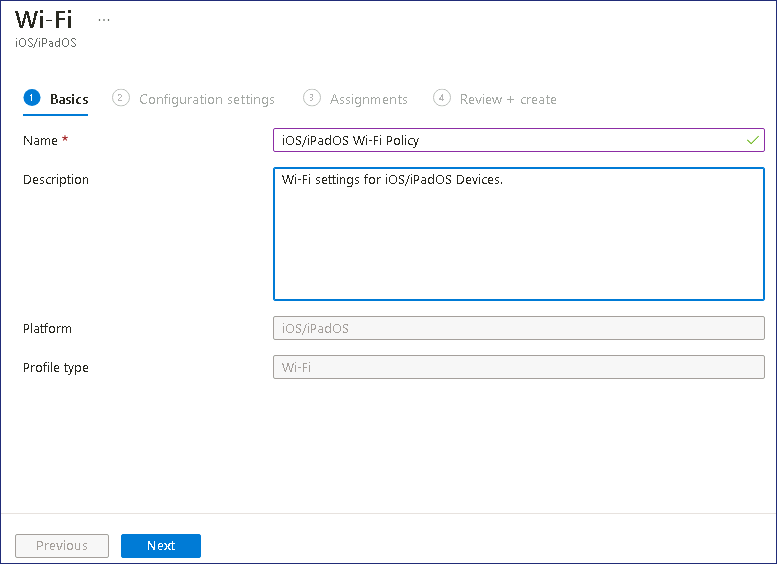 Wi-Fi ...
iOS/iPadOS
1 Basics 2 Configuration settings 3 Assignments 4 Review + create
Name * iOS/iPadOS Wi-Fi Policy
Description Wi-Fi settings for iOS/iPadOS Devices.
Platform iOS/iPadOS
Profile type Wi-Fi
Previous Next